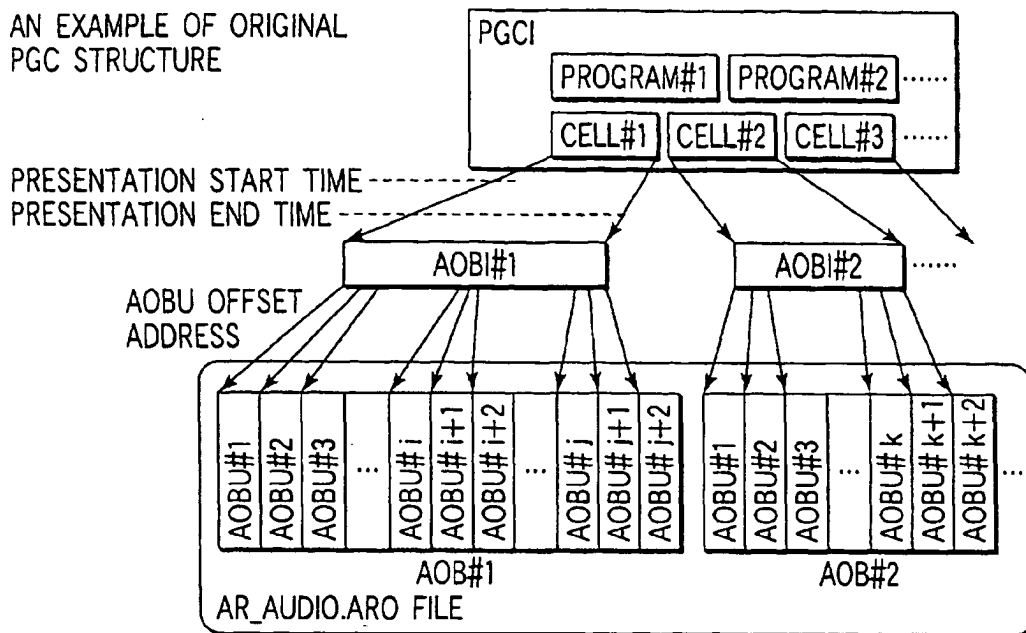 AN EXAMPLE OF ORIGINAL
PGC STRUCTURE
PGCI
PROGRAM#1 PROGRAM#2 ······
CELL#1 CELL#2 CELL#3 ······
PRESENTATION START TIME
PRESENTATION END TIME
AOBI#1 AOBI#2 ······
AOBU OFFSET
ADDRESS
AOBU#1
AOBU#2
AOBU#3
...
AOBU#i
AOBU#i+1
AOBU#i+2
...
AOBU#j
AOBU#j+1
AOBU#j+2
AOBU#1
AOBU#2
AOBU#3
...
AOBU#k
AOBU#k+1
AOBU#k+2
...
AOB#1 AOB#2
AR_AUDIO.ARO FILE